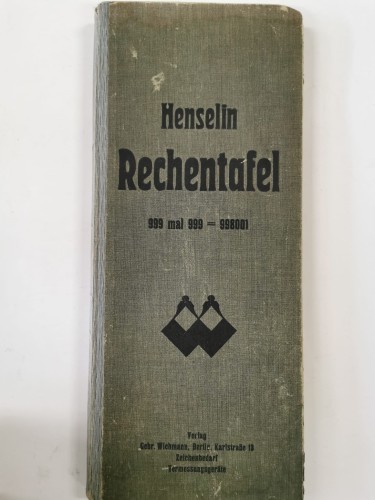 Henselin
Rechentafel
999 mal 999 = 998001
Verlag
Gebr. Wichmann, Berlin, Karlstraße 13
Zeichenbedarf
Vermessungsgeräte